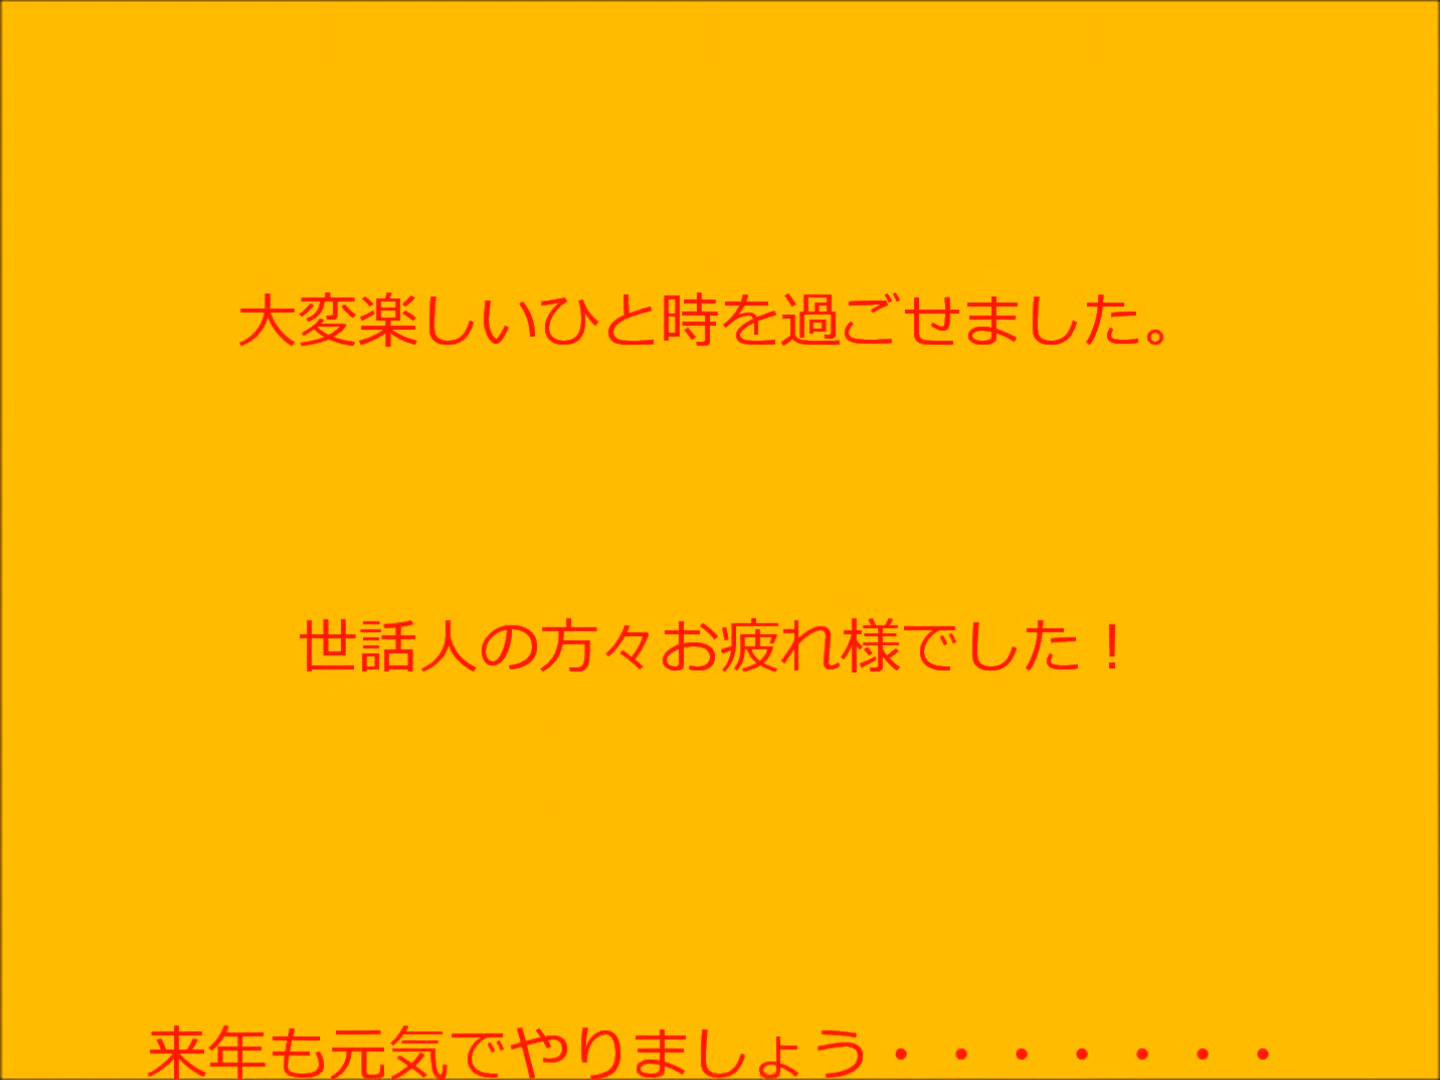 大変楽しいひと時を過ごせました。
世話人の方々お疲れ様でした！
来年も元気でやりましょう・・・・・・・